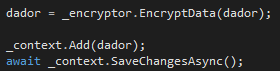 dador = _encryptor.EncryptData(dador);
_context.Add(dador);
await _context.SaveChangesAsync();